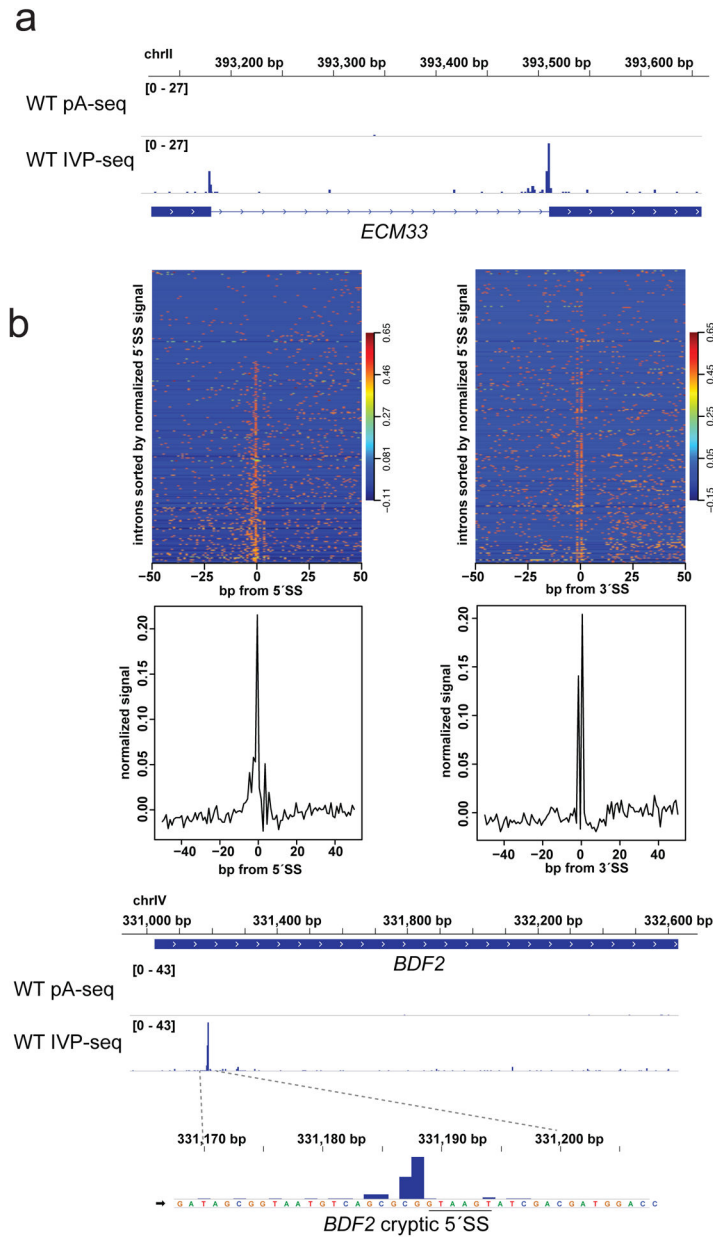 a
chrII
393,200 bp 393,300 bp 393,400 bp 393,500 bp 393,600 bp
WT pA-seq
[0 - 27]
WT IVP-seq
[0 - 27]
ECM33
b
introns sorted by normalized 5´SS signal
0.65
0.46
0.27
0.081
−0.11
−50 −25 0 25 50
bp from 5´SS
introns sorted by normalized 5´SS signal
0.65
0.46
0.25
0.05
−0.15
−50 −25 0 25 50
bp from 3´SS
normalized signal
0.20
0.15
0.10
0.05
0.00
−40 −20 0 20 40
bp from 5´SS
normalized signal
0.20
0.15
0.10
0.05
0.00
−40 −20 0 20 40
bp from 3´SS
chrIV
331,000 bp 331,400 bp 331,800 bp 332,200 bp 332,600 bp
BDF2
WT pA-seq
[0 - 43]
WT IVP-seq
[0 - 43]
331,170 bp 331,180 bp 331,190 bp 331,200 bp
GATAGCGGTAATGTCAGCGCGGTAAGTATCGACGATGGACC
BDF2 cryptic 5´SS